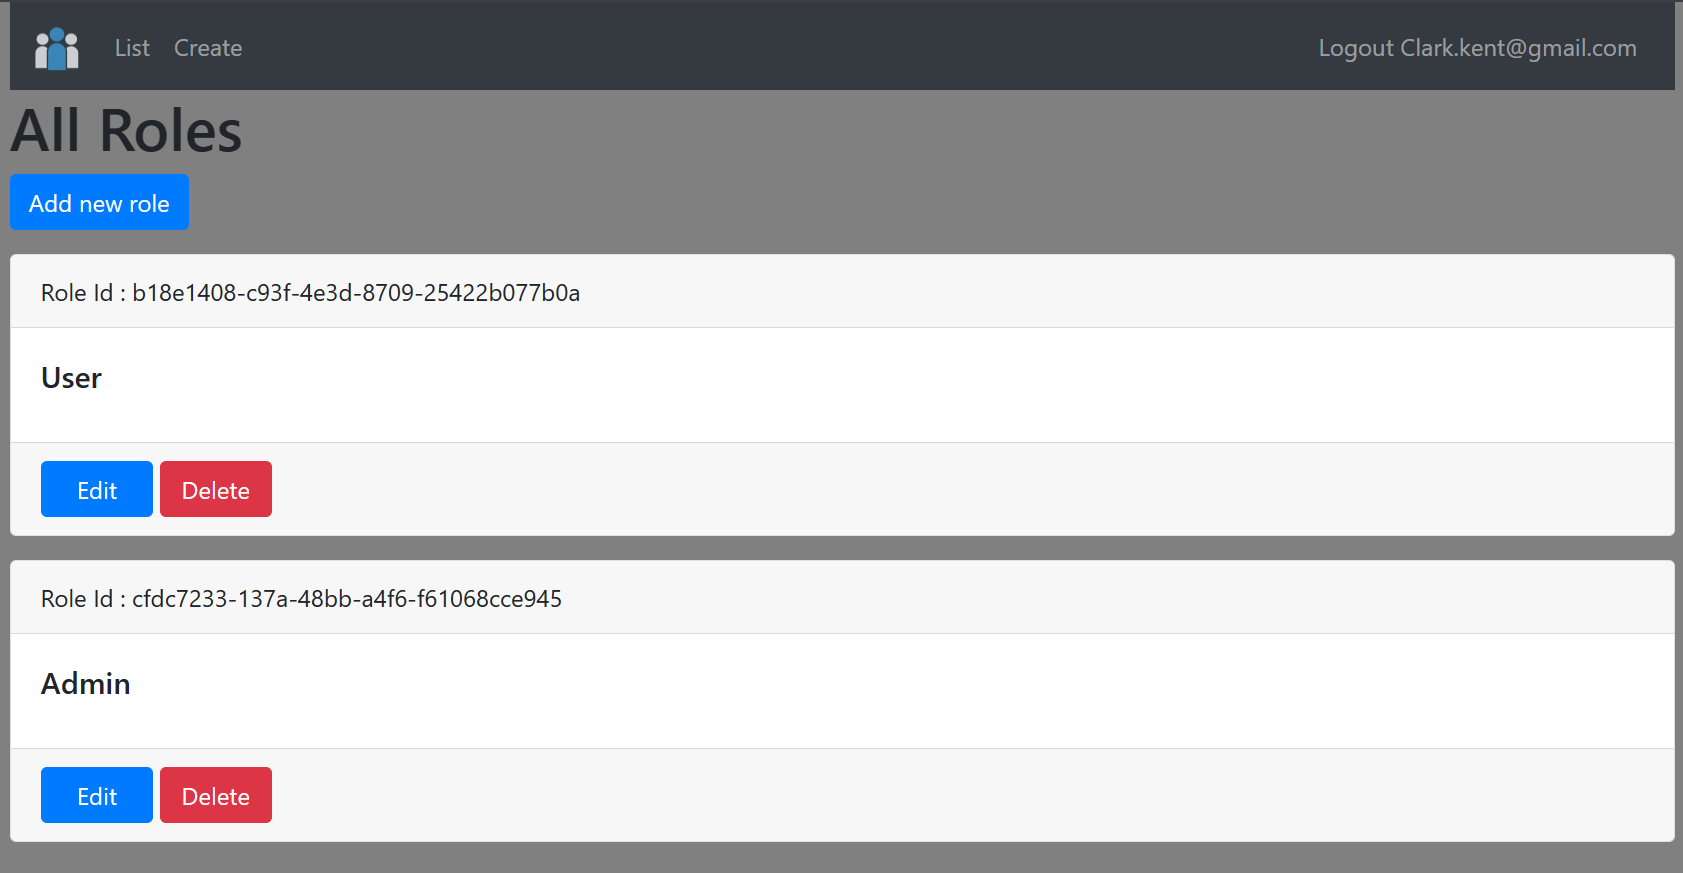 List Create Logout Clark.kent@gmail.com
All Roles
Add new role
Role Id : b18e1408-c93f-4e3d-8709-25422b077b0a
User
Edit Delete
Role Id : cfdc7233-137a-48bb-a4f6-f61068cce945
Admin
Edit Delete